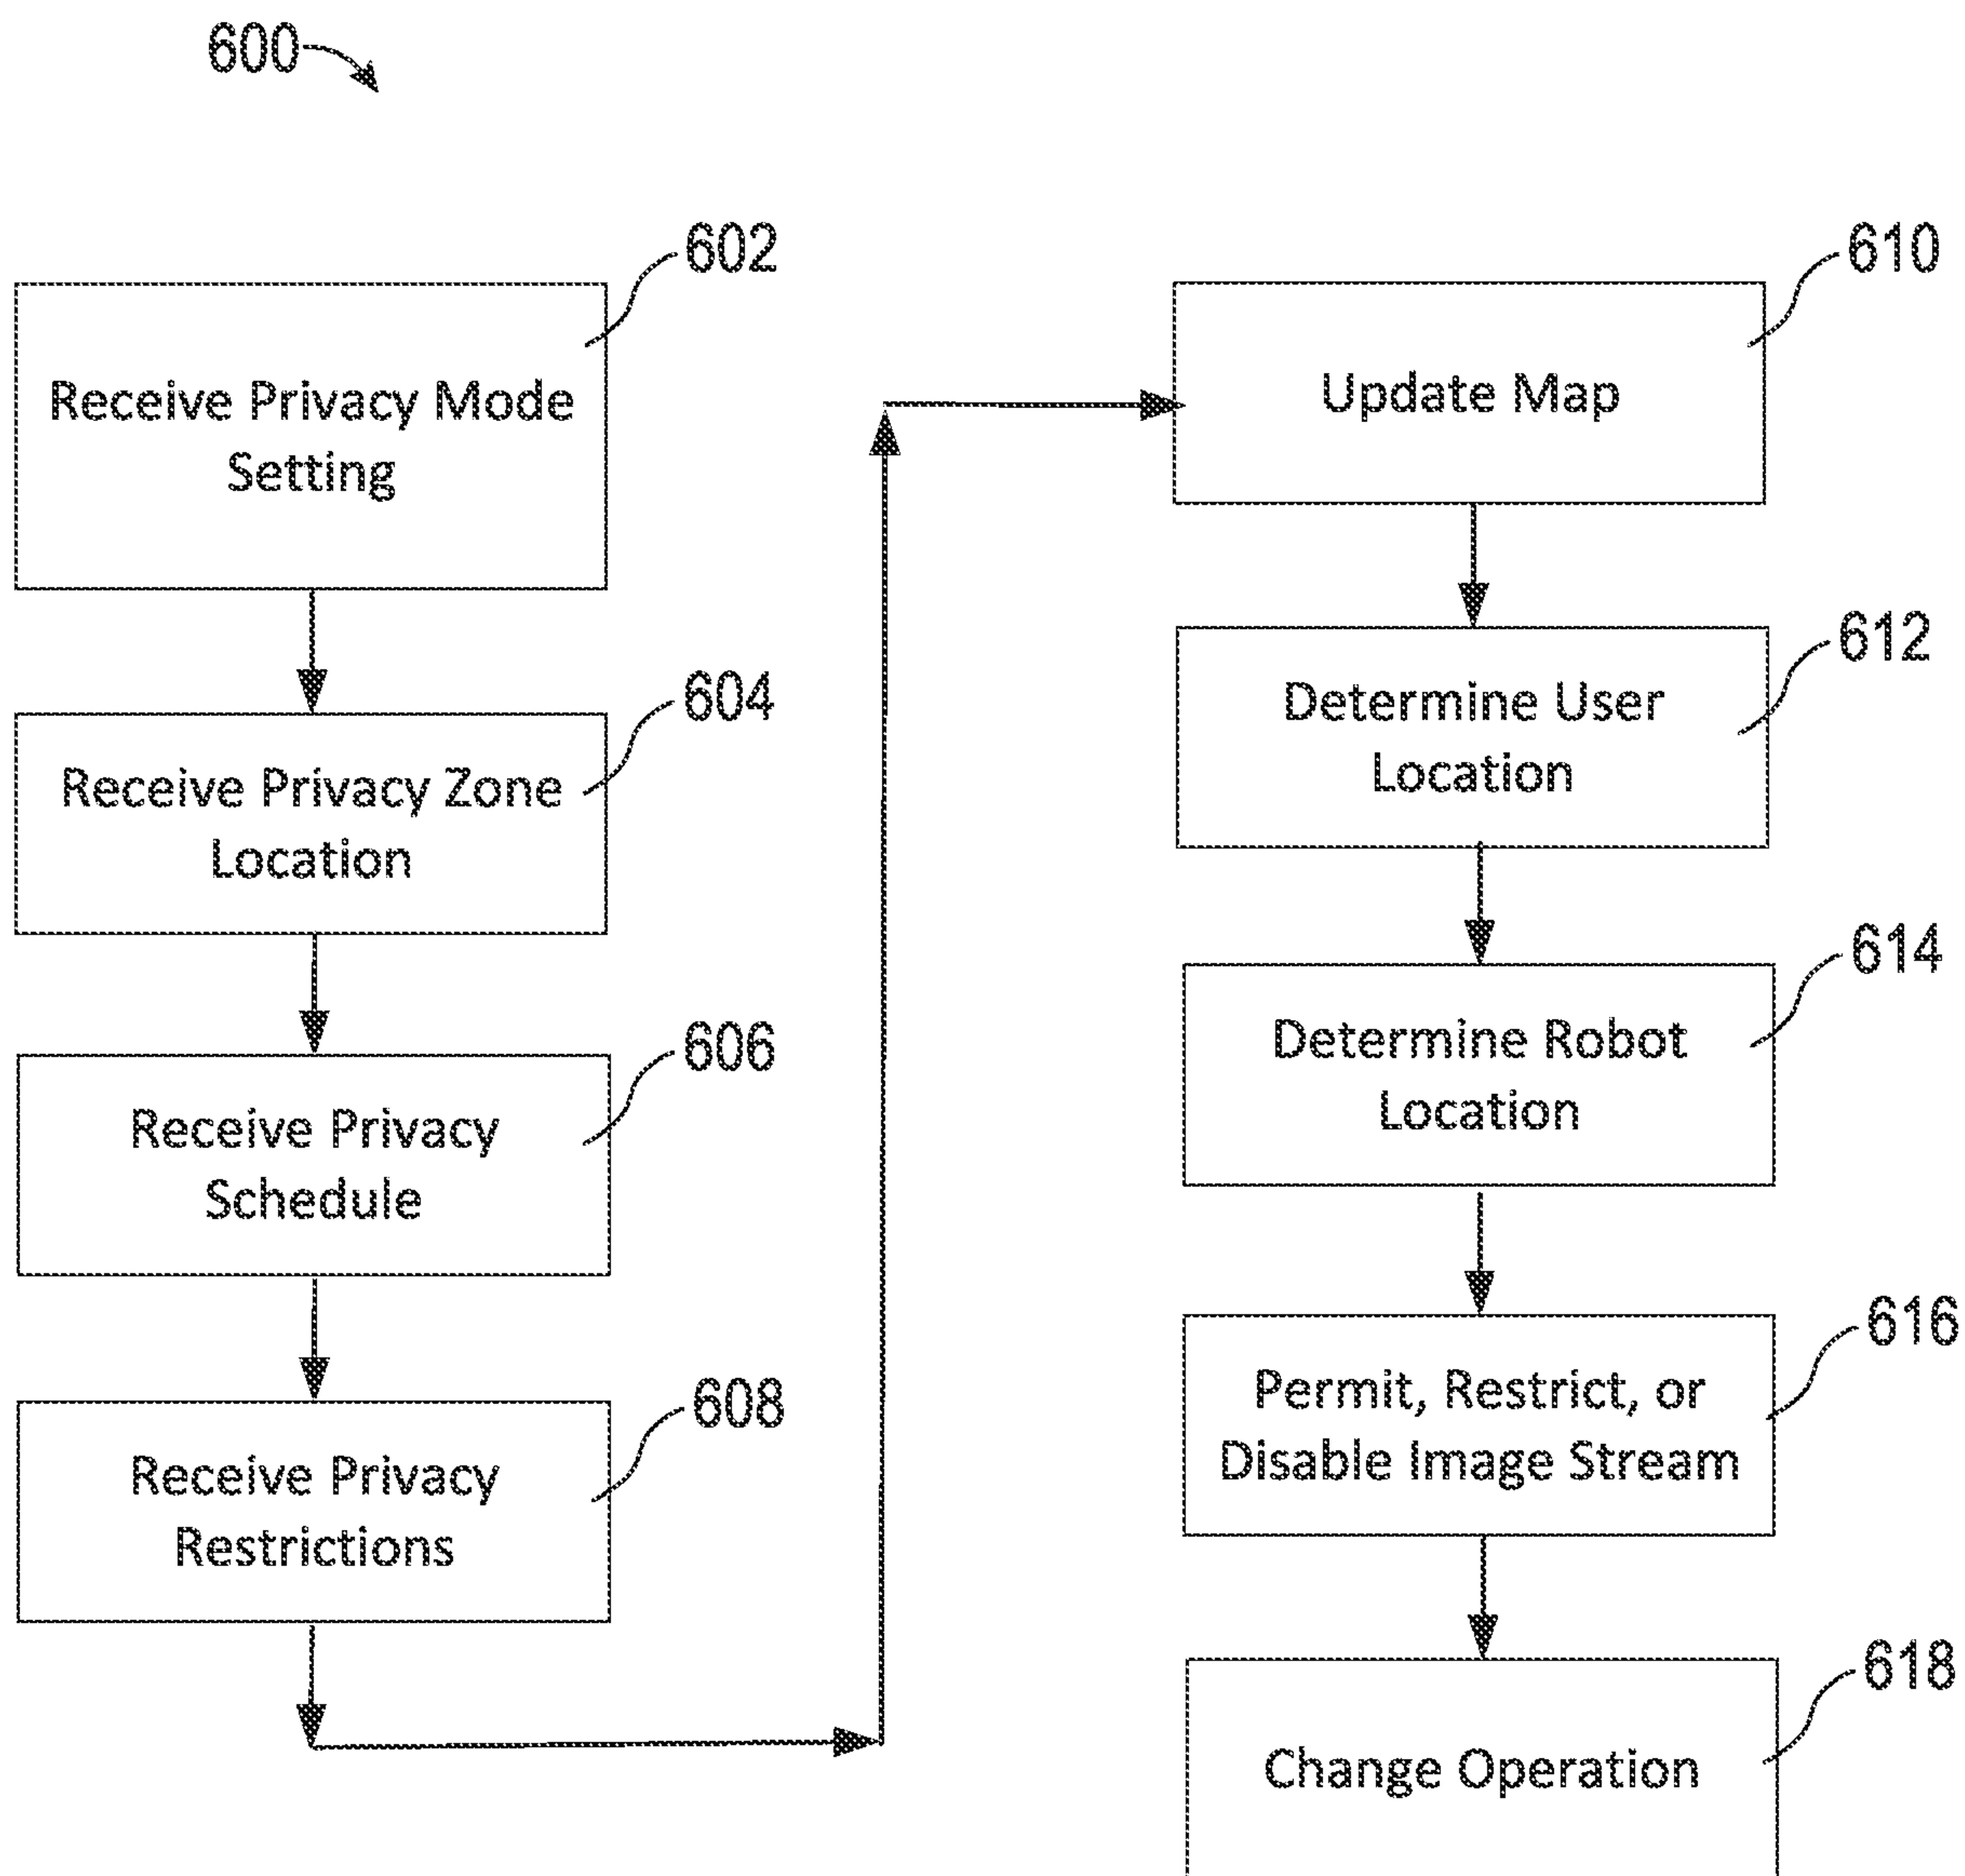 600
602
Receive Privacy Mode
Setting
604
Receive Privacy Zone
Location
606
Receive Privacy
Schedule
608
Receive Privacy
Restrictions
610
Update Map
612
Determine User
Location
614
Determine Robot
Location
616
Permit, Restrict, or
Disable Image Stream
618
Change Operation